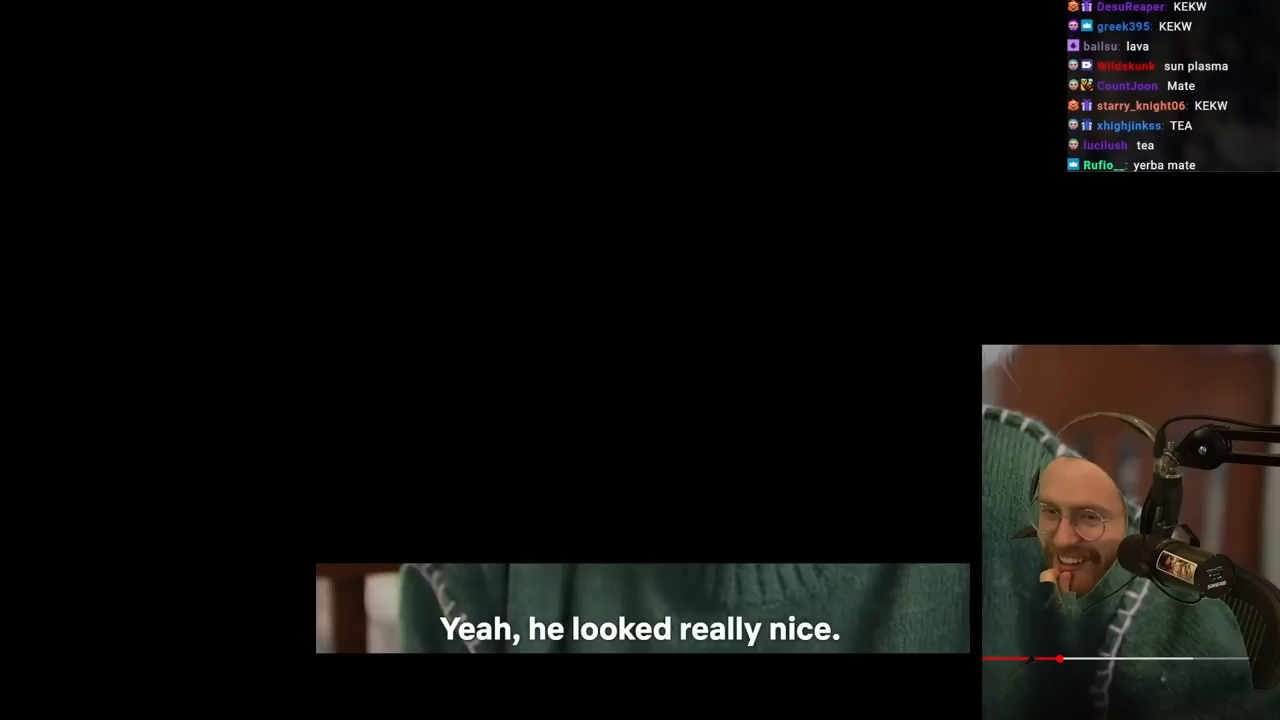 DesuReaper: KEKW
greek395: KEKW
bailsu: lava
Wildskunk sun plasma
CountJoon Mate
starry_knight06: KEKW
xhighjinkss: TEA
lucilush tea
Rufio__: yerba mate
Yeah, he looked really nice.
SHURE